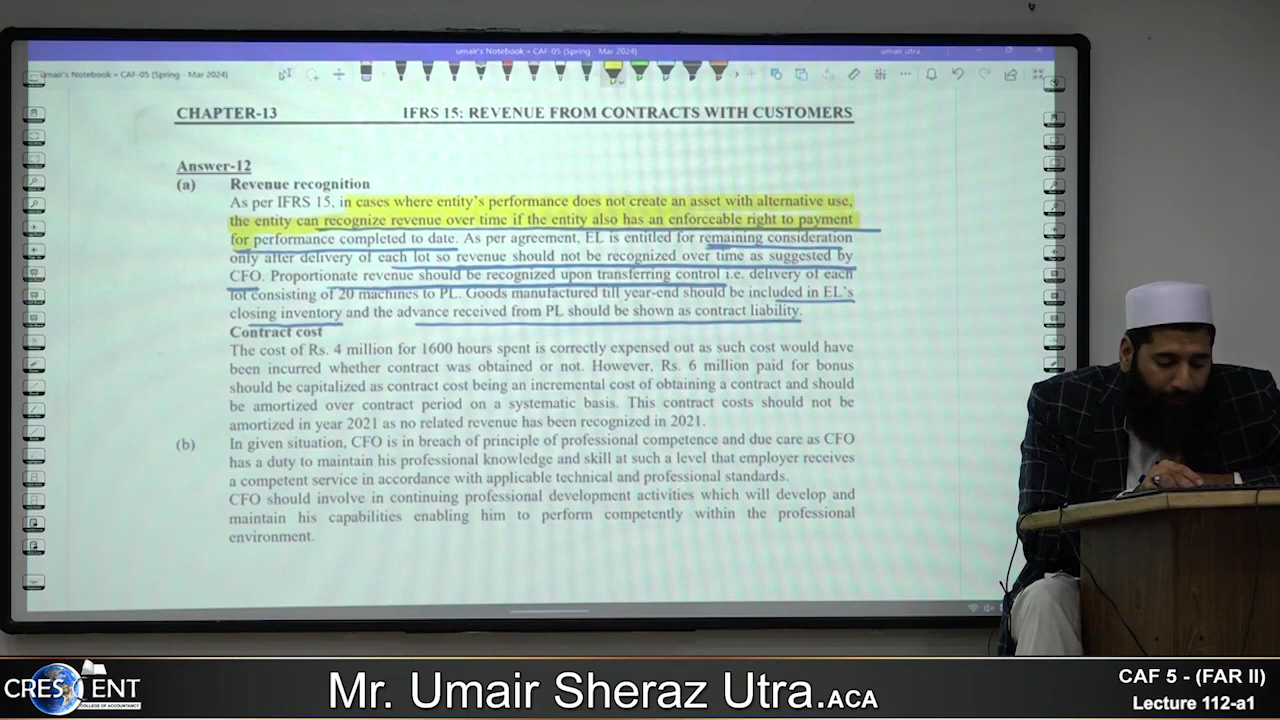 umair's Notebook » CAF-05 (Spring - Mar 2024)
umair utra
umair's Notebook » CAF-05 (Spring - Mar 2024)
CHAPTER-13 IFRS 15: REVENUE FROM CONTRACTS WITH CUSTOMERS
Answer-12
(a) Revenue recognition
As per IFRS 15, in cases where entity's performance does not create an asset with alternative use,
the entity can recognize revenue over time if the entity also has an enforceable right to payment
for performance completed to date. As per agreement, EL is entitled for remaining consideration
only after delivery of each lot so revenue should not be recognized over time as suggested by
CFO. Proportionate revenue should be recognized upon transferring control i.e. delivery of each
lot consisting of 20 machines to PL. Goods manufactured till year-end should be included in EL's
closing inventory and the advance received from PL should be shown as contract liability.
Contract cost
The cost of Rs. 4 million for 1600 hours spent is correctly expensed out as such cost would have
been incurred whether contract was obtained or not. However, Rs. 6 million paid for bonus
should be capitalized as contract cost being an incremental cost of obtaining a contract and should
be amortized over contract period on a systematic basis. This contract costs should not be
amortized in year 2021 as no related revenue has been recognized in 2021.
(b) In given situation, CFO is in breach of principle of professional competence and due care as CFO
has a duty to maintain his professional knowledge and skill at such a level that employer receives
a competent service in accordance with applicable technical and professional standards.
CFO should involve in continuing professional development activities which will develop and
maintain his capabilities enabling him to perform competently within the professional
environment.
CRESCENT
COLLEGE OF ACCOUNTANCY
Mr. Umair Sheraz Utra.ACA
CAF 5 - (FAR II)
Lecture 112-a1